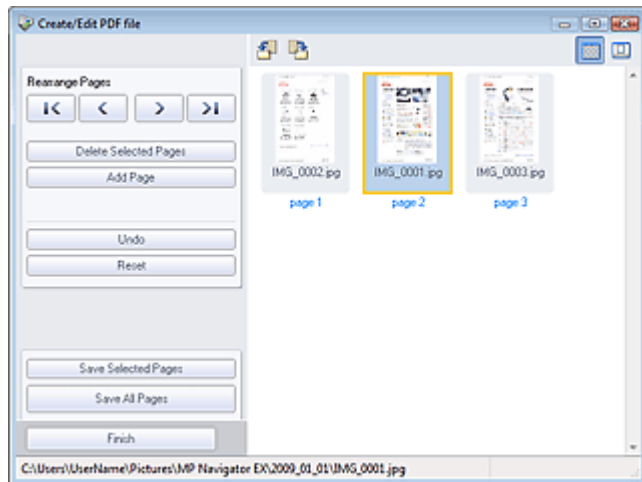 Create/Edit PDF file
Rearrange Pages
Delete Selected Pages
Add Page
Undo
Reset
Save Selected Pages
Save All Pages
Finish
IMG_0002.jpg
IMG_0001.jpg
IMG_0003.jpg
page 1
page 2
page 3
C:\Users\UserName\Pictures\MP Navigator EX\2009_01_01\IMG_0001.jpg